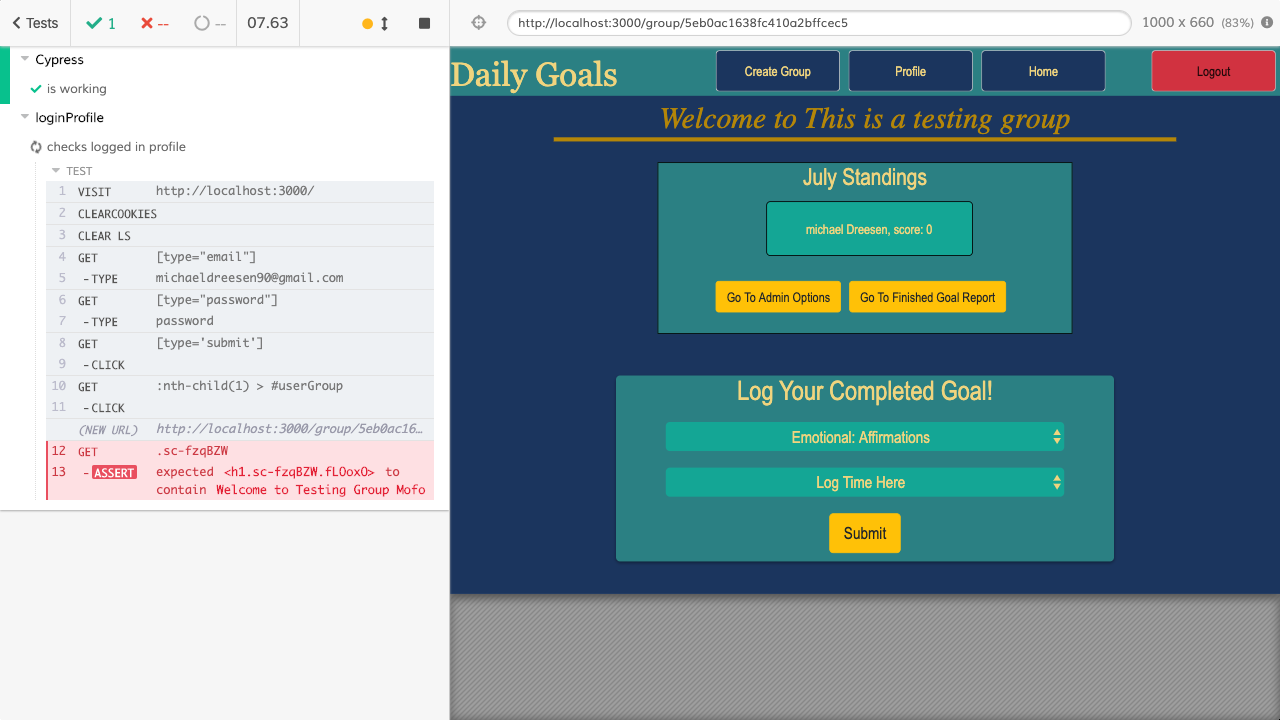 Tests
1
--
--
07.63
http://localhost:3000/group/5eb0ac1638fc410a2bffcec5
1000 x 660 (83%)
Cypress
is working
loginProfile
checks logged in profile
TEST
1 VISIT http://localhost:3000/
2 CLEARCOOKIES
3 CLEAR LS
4 GET [type="email"]
5 -TYPE michaeldreesen90@gmail.com
6 GET [type="password"]
7 -TYPE password
8 GET [type='submit']
9 -CLICK
10 GET :nth-child(1) > #userGroup
11 -CLICK
(NEW URL) http://localhost:3000/group/5eb0ac16…
12 GET .sc-fzqBZW
13 -ASSERT expected <h1.sc-fzqBZW.fLOoxO> to
contain Welcome to Testing Group Mofo
Daily Goals
Create Group
Profile
Home
Logout
Welcome to This is a testing group
July Standings
michael Dreesen, score: 0
Go To Admin Options
Go To Finished Goal Report
Log Your Completed Goal!
Emotional: Affirmations
Log Time Here
Submit